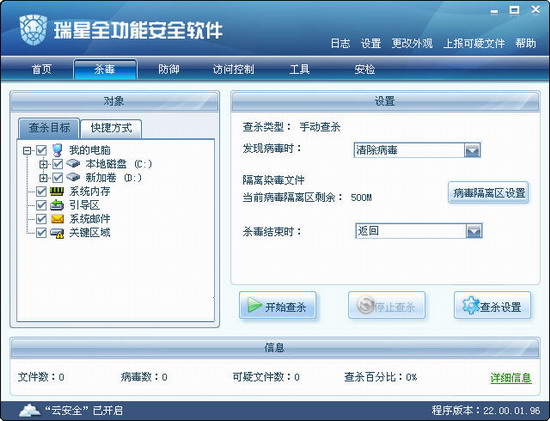 瑞星全功能安全软件
日志 设置 更改外观 上报可疑文件 帮助
首页 杀毒 防御 访问控制 工具 安检
对象
查杀目标 快捷方式
我的电脑
本地磁盘 (C:)
新加卷 (D:)
系统内存
引导区
系统邮件
关键区域
设置
查杀类型： 手动查杀
发现病毒时： 清除病毒
隔离染毒文件
当前病毒隔离区剩余： 500M
病毒隔离区设置
杀毒结束时： 返回
开始查杀 停止查杀 查杀设置
信息
文件数：0 病毒数：0 可疑文件数：0 查杀百分比：0% 详细信息
“云安全”已开启 程序版本：22.00.01.96